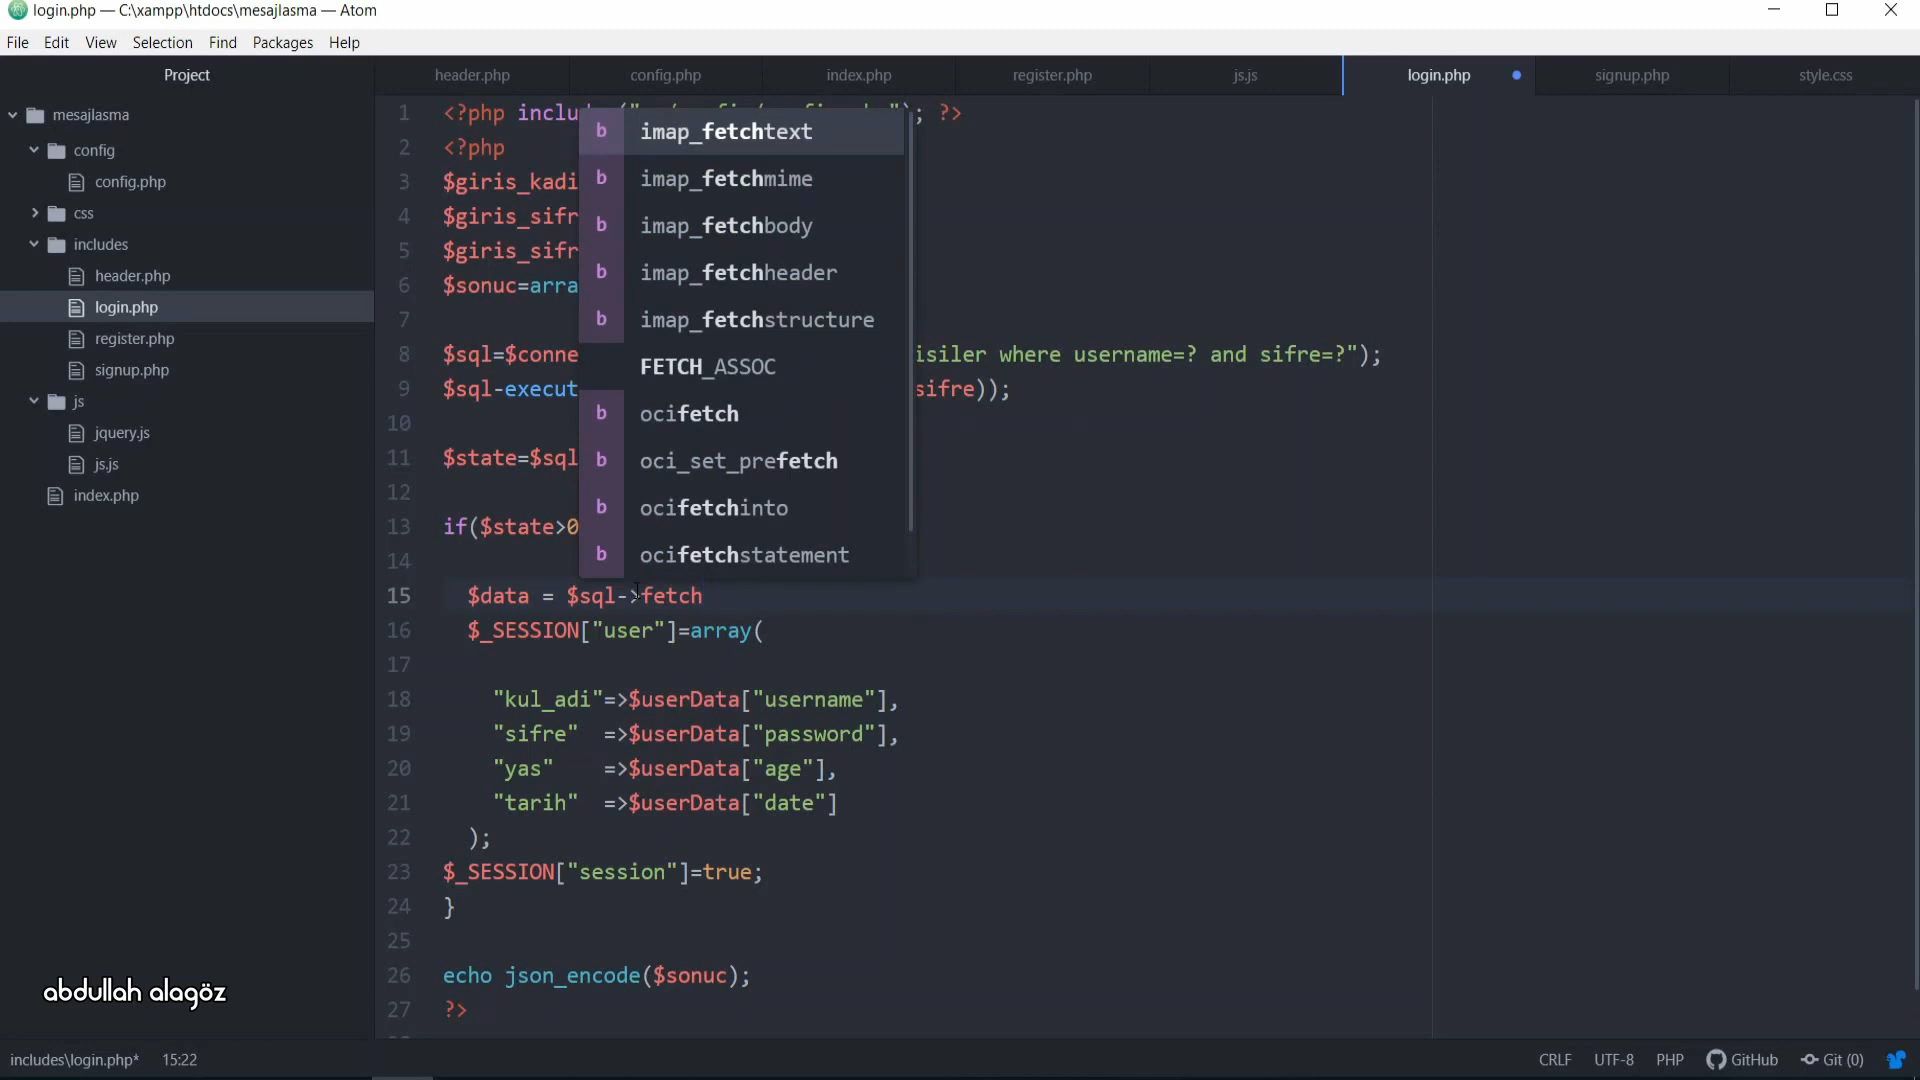 login.php — C:\xampp\htdocs\mesajlasma — Atom
File Edit View Selection Find Packages Help
Project
header.php config.php index.php register.php js.js login.php signup.php style.css
mesajlasma
config
config.php
css
includes
header.php
login.php
register.php
signup.php
js
jquery.js
js.js
index.php
1 <?php inclu ; ?>
2 <?php
3 $giris_kadi
4 $giris_sifr
5 $giris_sifr
6 $sonuc=arra
7
8 $sql=$conne isiler where username=? and sifre=?");
9 $sql-execut sifre));
10
11 $state=$sql
12
13 if($state>0
14
15 $data = $sql->fetch
16 $_SESSION["user"]=array(
17
18 "kul_adi"=>$userData["username"],
19 "sifre" =>$userData["password"],
20 "yas" =>$userData["age"],
21 "tarih" =>$userData["date"]
22 );
23 $_SESSION["session"]=true;
24 }
25
26 echo json_encode($sonuc);
27 ?>
b imap_fetchtext
b imap_fetchmime
b imap_fetchbody
b imap_fetchheader
b imap_fetchstructure
FETCH_ASSOC
b ocifetch
b oci_set_prefetch
b ocifetchinto
b ocifetchstatement
abdullah alagöz
includes\login.php* 15:22 CRLF UTF-8 PHP GitHub Git (0)